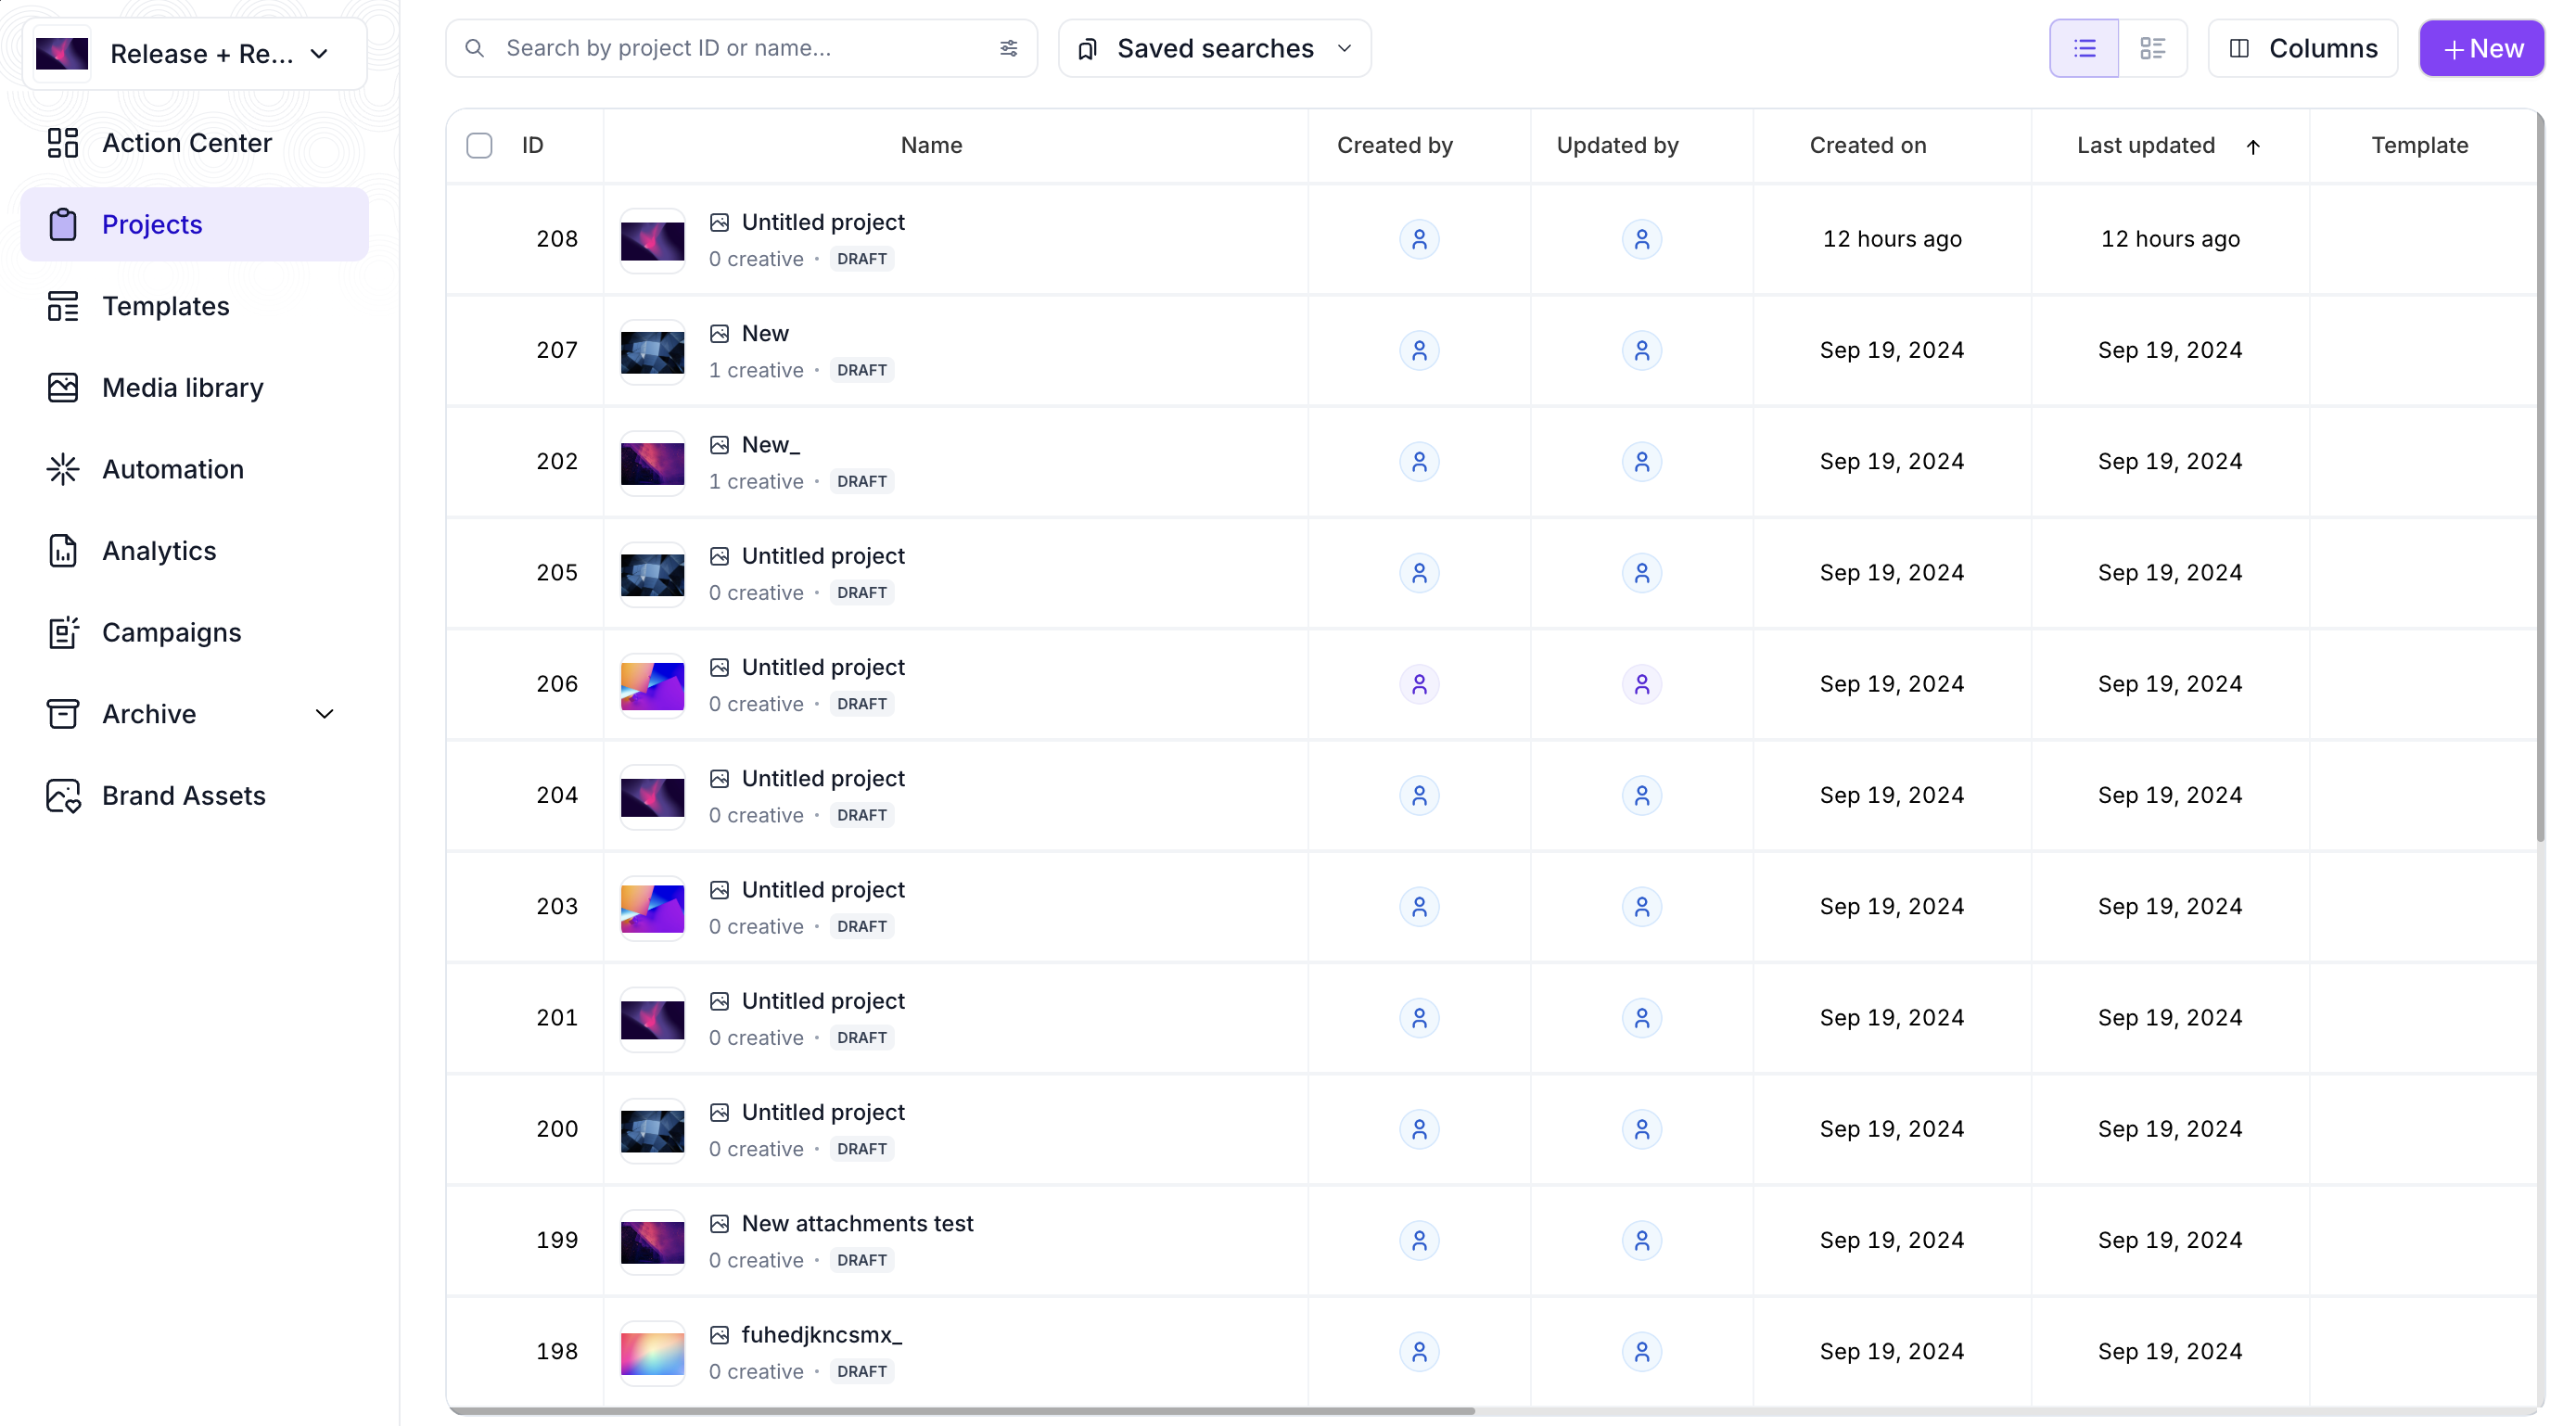 Release + Re...
Action Center
Projects
Templates
Media library
Automation
Analytics
Campaigns
Archive
Brand Assets
Search by project ID or name...
Saved searches
Columns
+New
ID Name Created by Updated by Created on Last updated Template
208 Untitled project 12 hours ago 12 hours ago
0 creative · DRAFT
207 New Sep 19, 2024 Sep 19, 2024
1 creative · DRAFT
202 New_ Sep 19, 2024 Sep 19, 2024
1 creative · DRAFT
205 Untitled project Sep 19, 2024 Sep 19, 2024
0 creative · DRAFT
206 Untitled project Sep 19, 2024 Sep 19, 2024
0 creative · DRAFT
204 Untitled project Sep 19, 2024 Sep 19, 2024
0 creative · DRAFT
203 Untitled project Sep 19, 2024 Sep 19, 2024
0 creative · DRAFT
201 Untitled project Sep 19, 2024 Sep 19, 2024
0 creative · DRAFT
200 Untitled project Sep 19, 2024 Sep 19, 2024
0 creative · DRAFT
199 New attachments test Sep 19, 2024 Sep 19, 2024
0 creative · DRAFT
198 fuhedjkncsmx_ Sep 19, 2024 Sep 19, 2024
0 creative · DRAFT